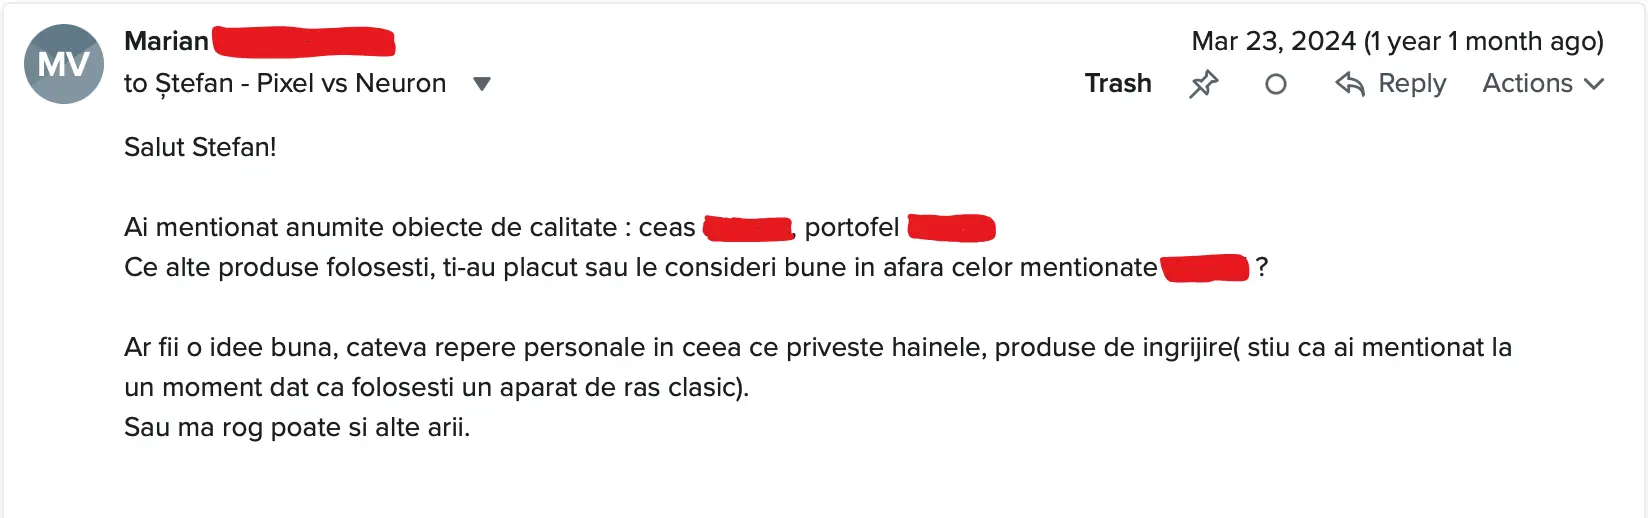 MV
Marian
Mar 23, 2024 (1 year 1 month ago)
to Ștefan - Pixel vs Neuron
Trash
Reply
Actions
Salut Stefan!
Ai mentionat anumite obiecte de calitate : ceas , portofel
Ce alte produse folosesti, ti-au placut sau le consideri bune in afara celor mentionate ?
Ar fii o idee buna, cateva repere personale in ceea ce priveste hainele, produse de ingrijire( stiu ca ai mentionat la
un moment dat ca folosesti un aparat de ras clasic).
Sau ma rog poate si alte arii.